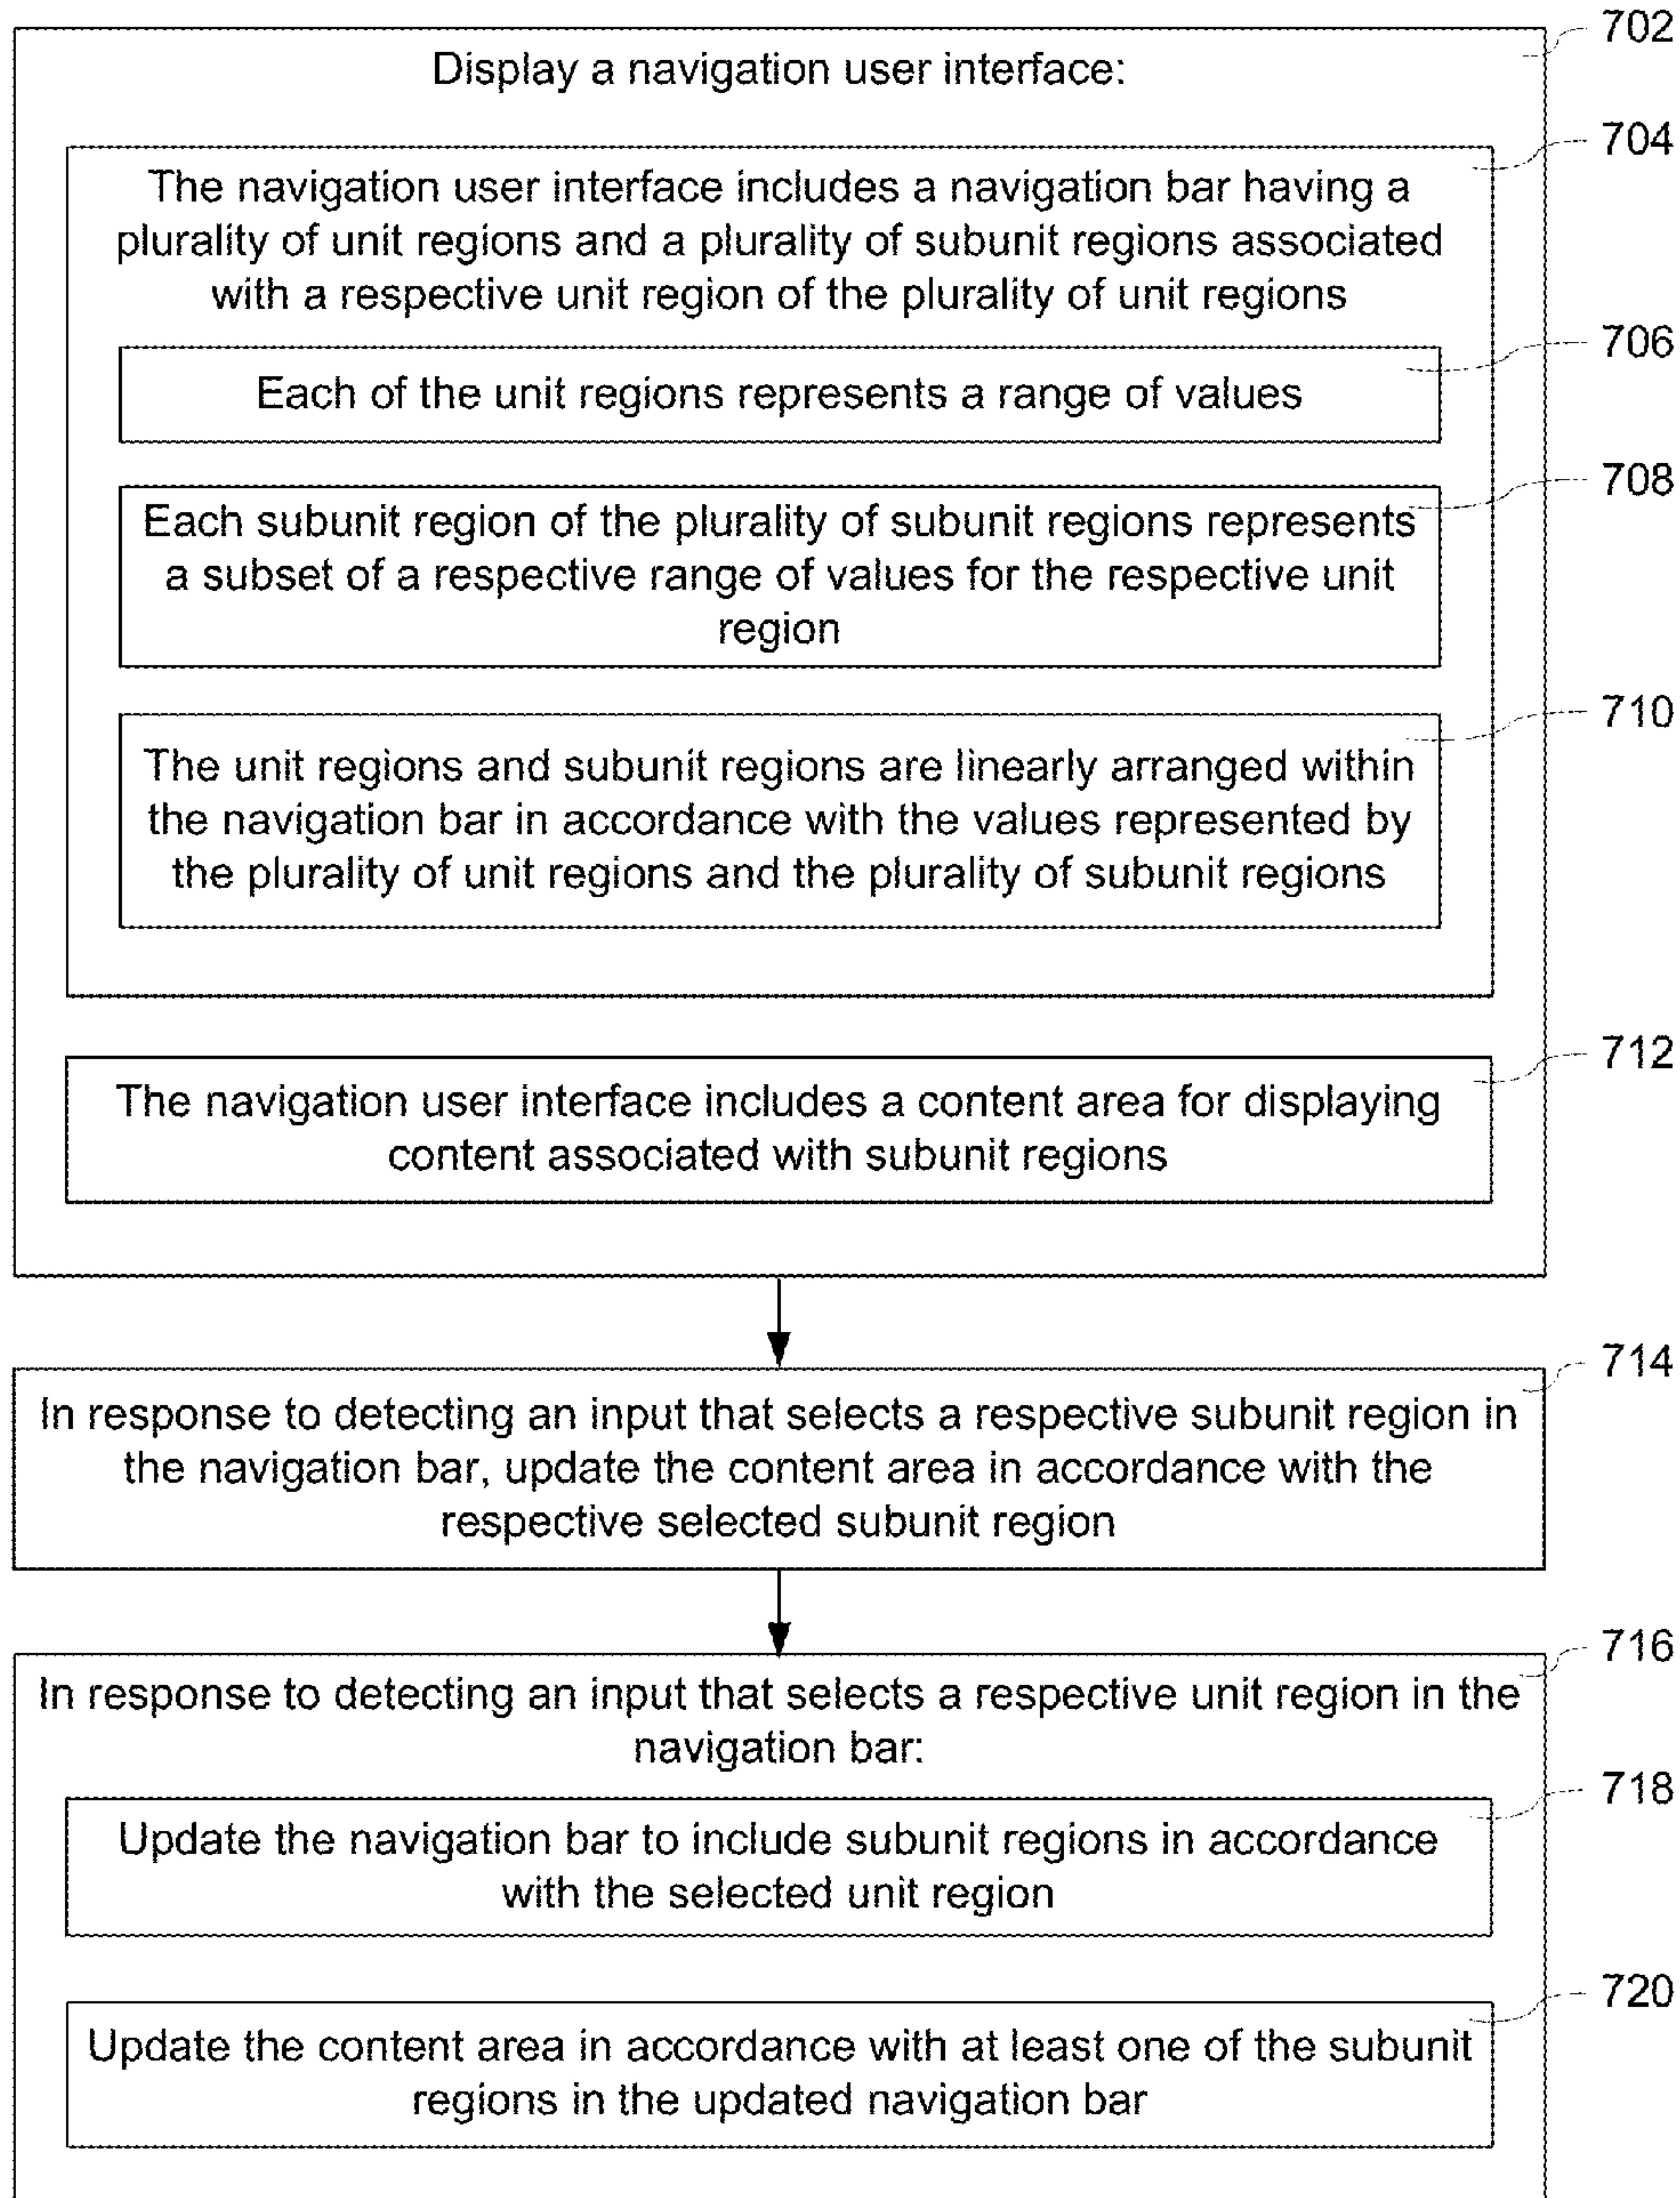 702
Display a navigation user interface:
704
The navigation user interface includes a navigation bar having a
plurality of unit regions and a plurality of subunit regions associated
with a respective unit region of the plurality of unit regions
706
Each of the unit regions represents a range of values
708
Each subunit region of the plurality of subunit regions represents
a subset of a respective range of values for the respective unit
region
710
The unit regions and subunit regions are linearly arranged within
the navigation bar in accordance with the values represented by
the plurality of unit regions and the plurality of subunit regions
712
The navigation user interface includes a content area for displaying
content associated with subunit regions
714
In response to detecting an input that selects a respective subunit region in
the navigation bar, update the content area in accordance with the
respective selected subunit region
716
In response to detecting an input that selects a respective unit region in the
navigation bar:
718
Update the navigation bar to include subunit regions in accordance
with the selected unit region
720
Update the content area in accordance with at least one of the subunit
regions in the updated navigation bar